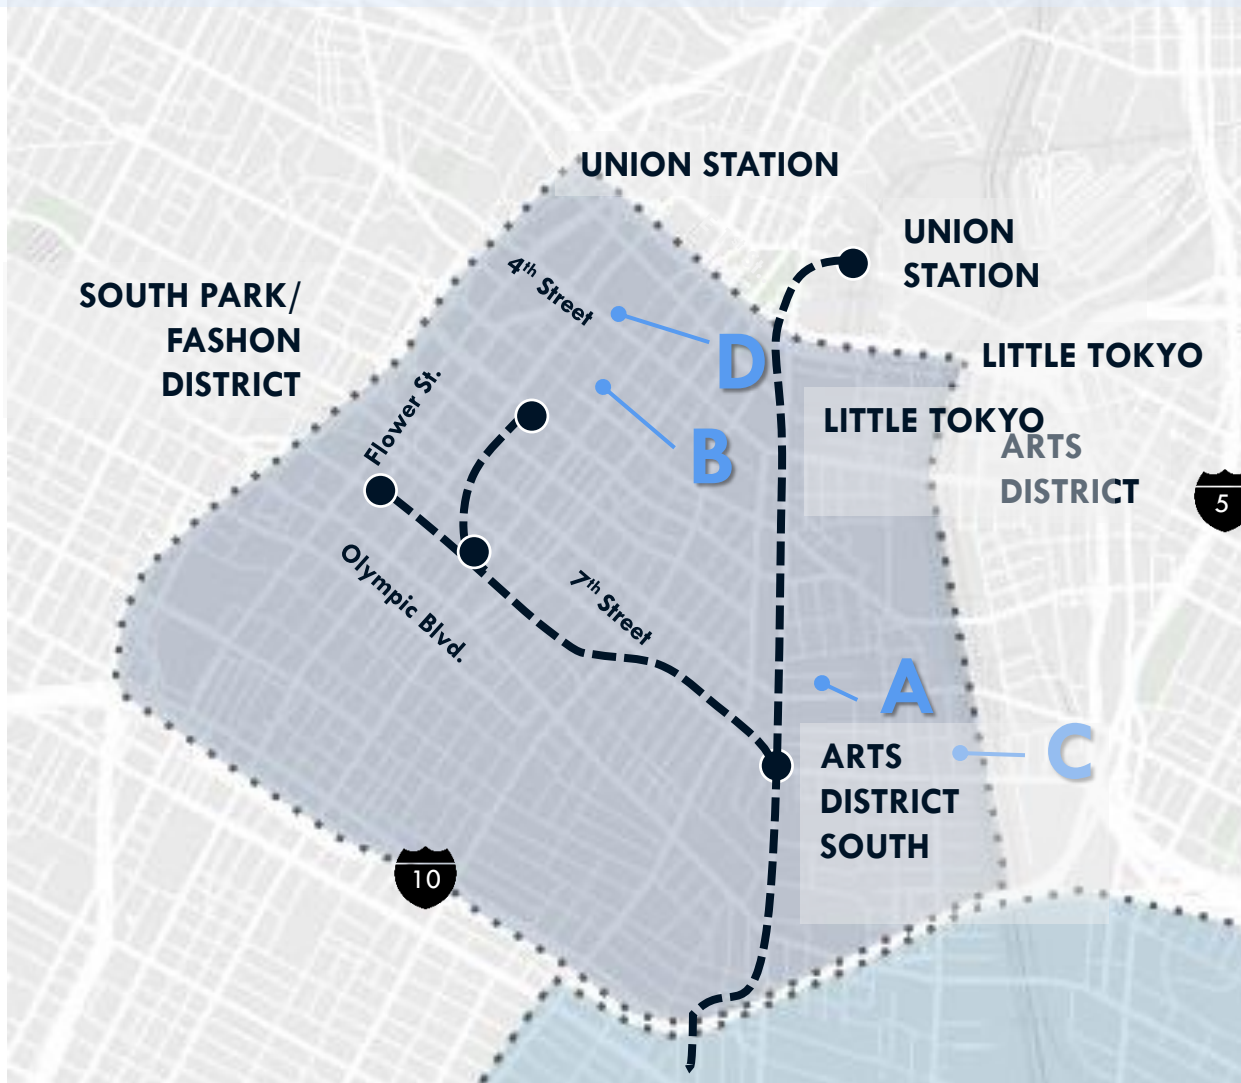 UNION STATION
UNION
STATION
SOUTH PARK/
FASHON
DISTRICT
4th Street
D
LITTLE TOKYO
Flower St.
LITTLE TOKYO
B
ARTS
DISTRICT
5
Olympic Blvd.
7th Street
A
C
ARTS
DISTRICT
SOUTH
10